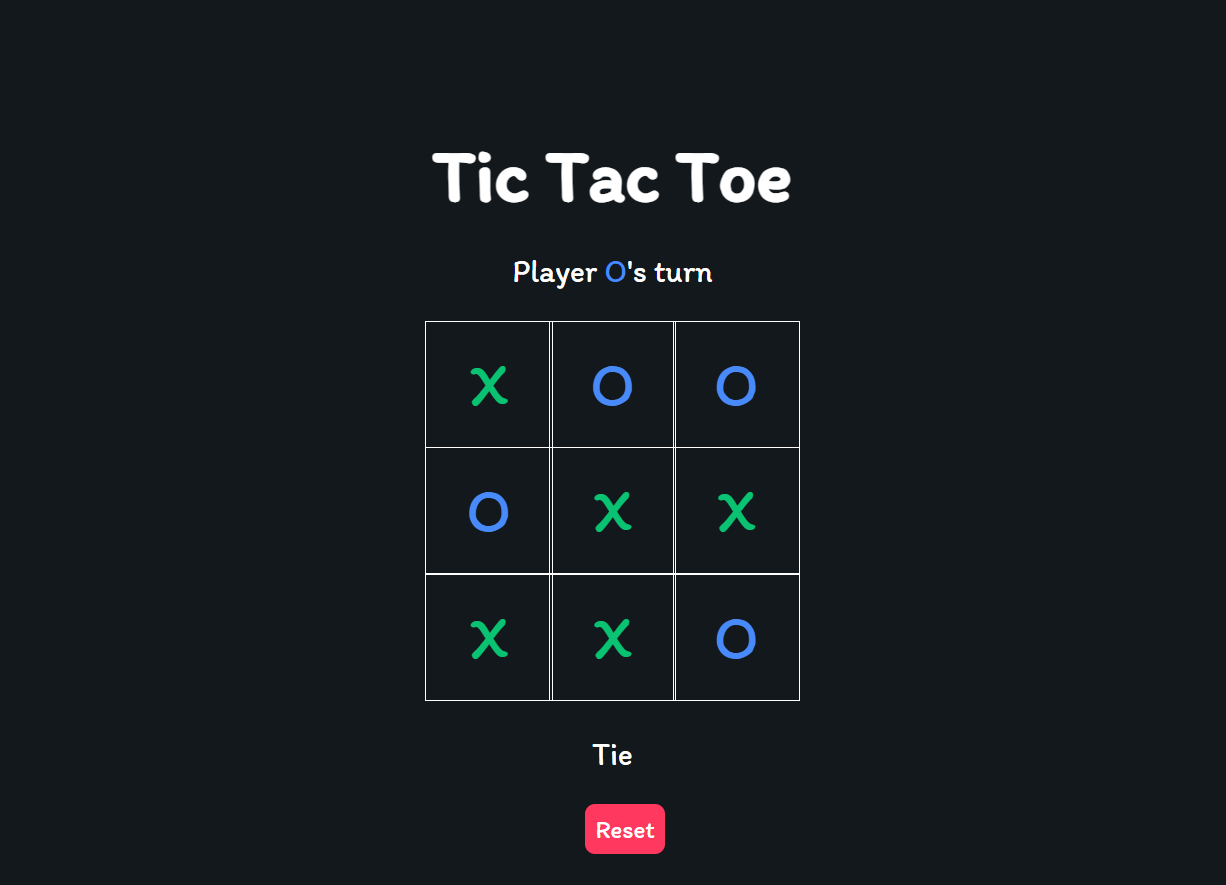 Tic Tac Toe
Player O's turn
X O O
O X X
X X O
Tie
Reset